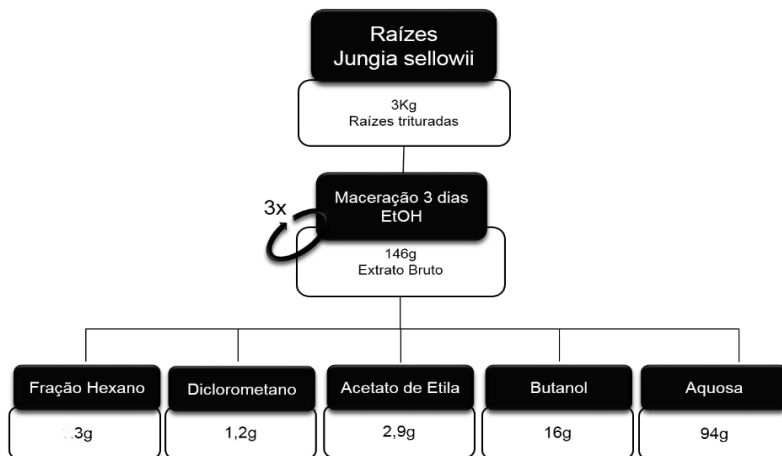 Raízes
Jungia sellowii
3Kg
Raízes trituradas
3x
Maceração 3 dias
EtOH
146g
Extrato Bruto
Fração Hexano
Diclorometano
Acetato de Etila
Butanol
Aquosa
1,2g
2,9g
16g
94g